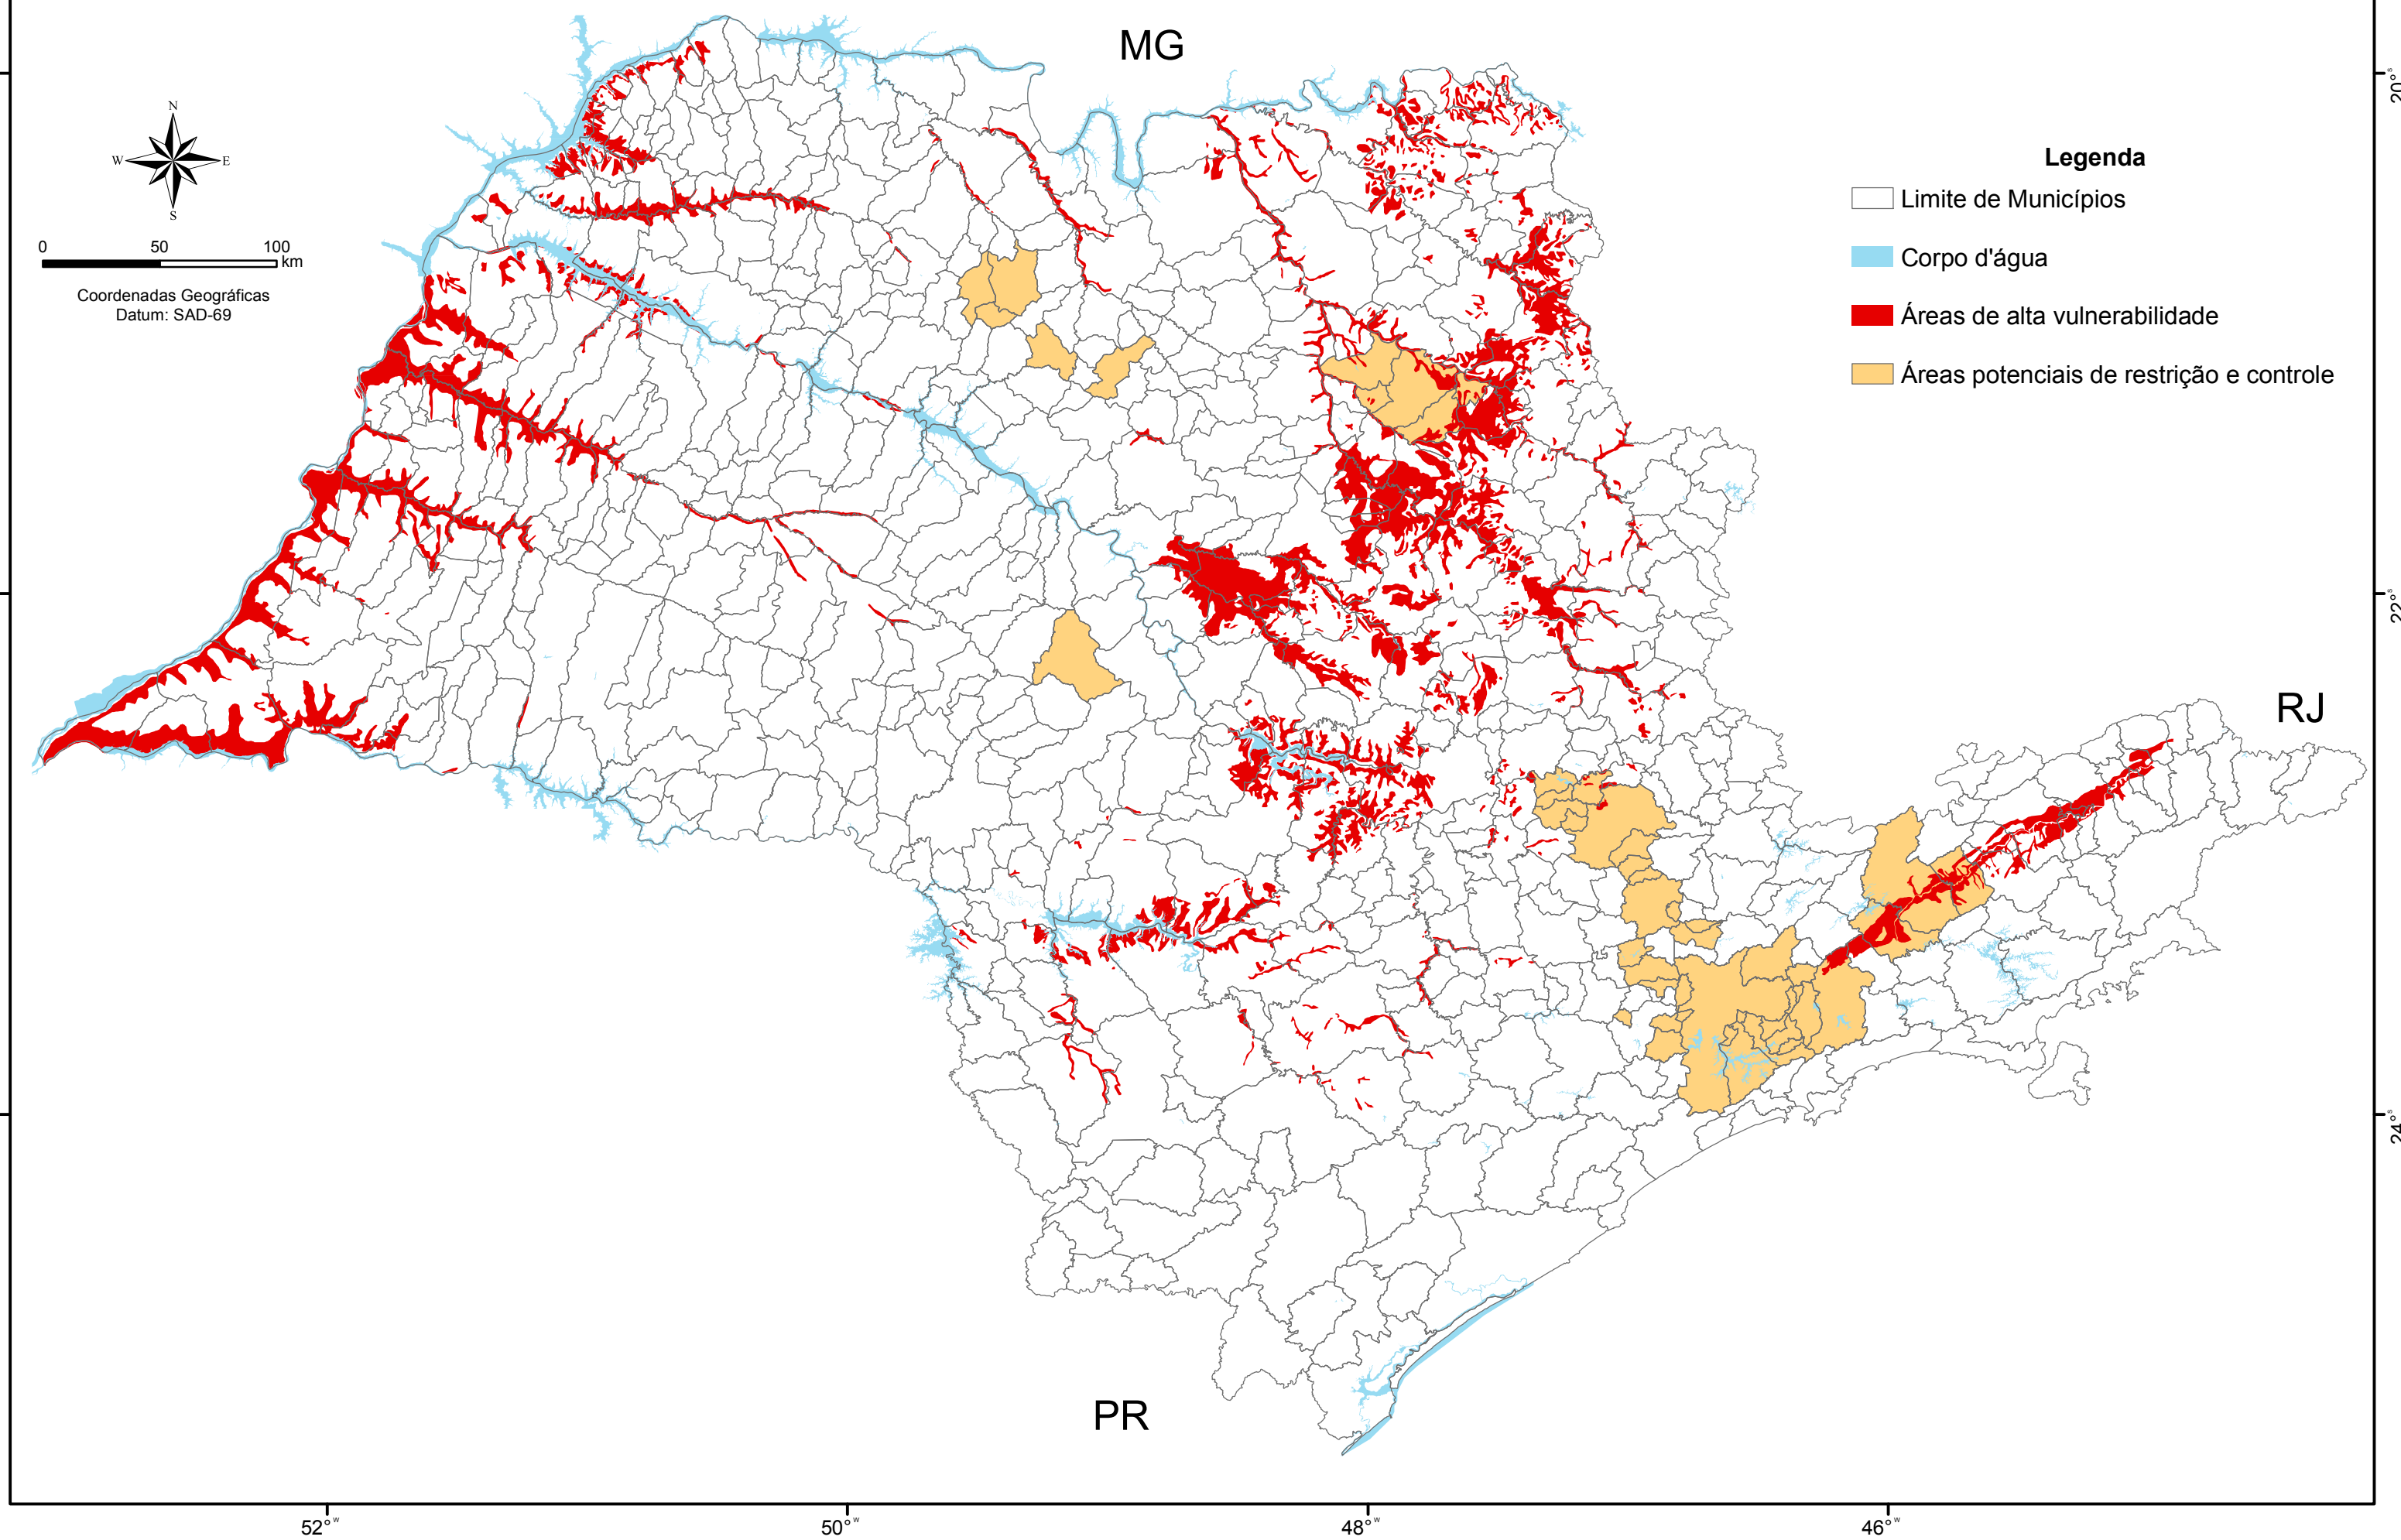 MG
N
W
E
S
0 50 100
km
Coordenadas Geográficas
Datum: SAD-69
Legenda
Limite de Municípios
Corpo d'água
Áreas de alta vulnerabilidade
Áreas potenciais de restrição e controle
RJ
PR
20°S
22°S
24°S
52°W
50°W
48°W
46°W